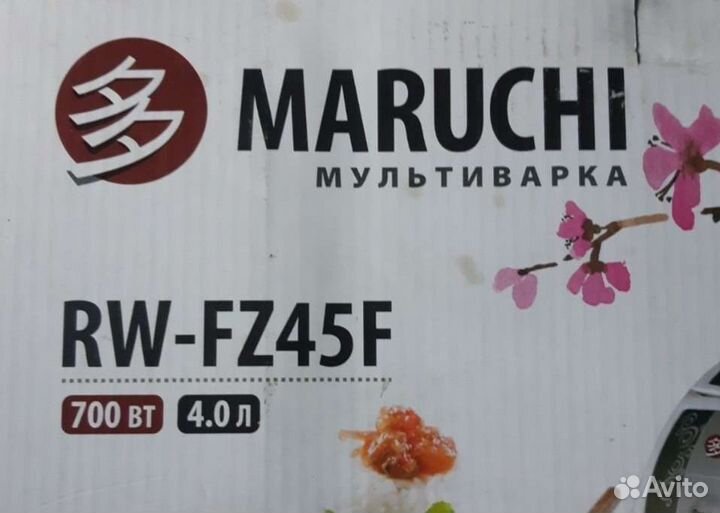 多
MARUCHI
МУЛЬТИВАРКА
RW-FZ45F
700 ВТ 4.0 Л
Avito